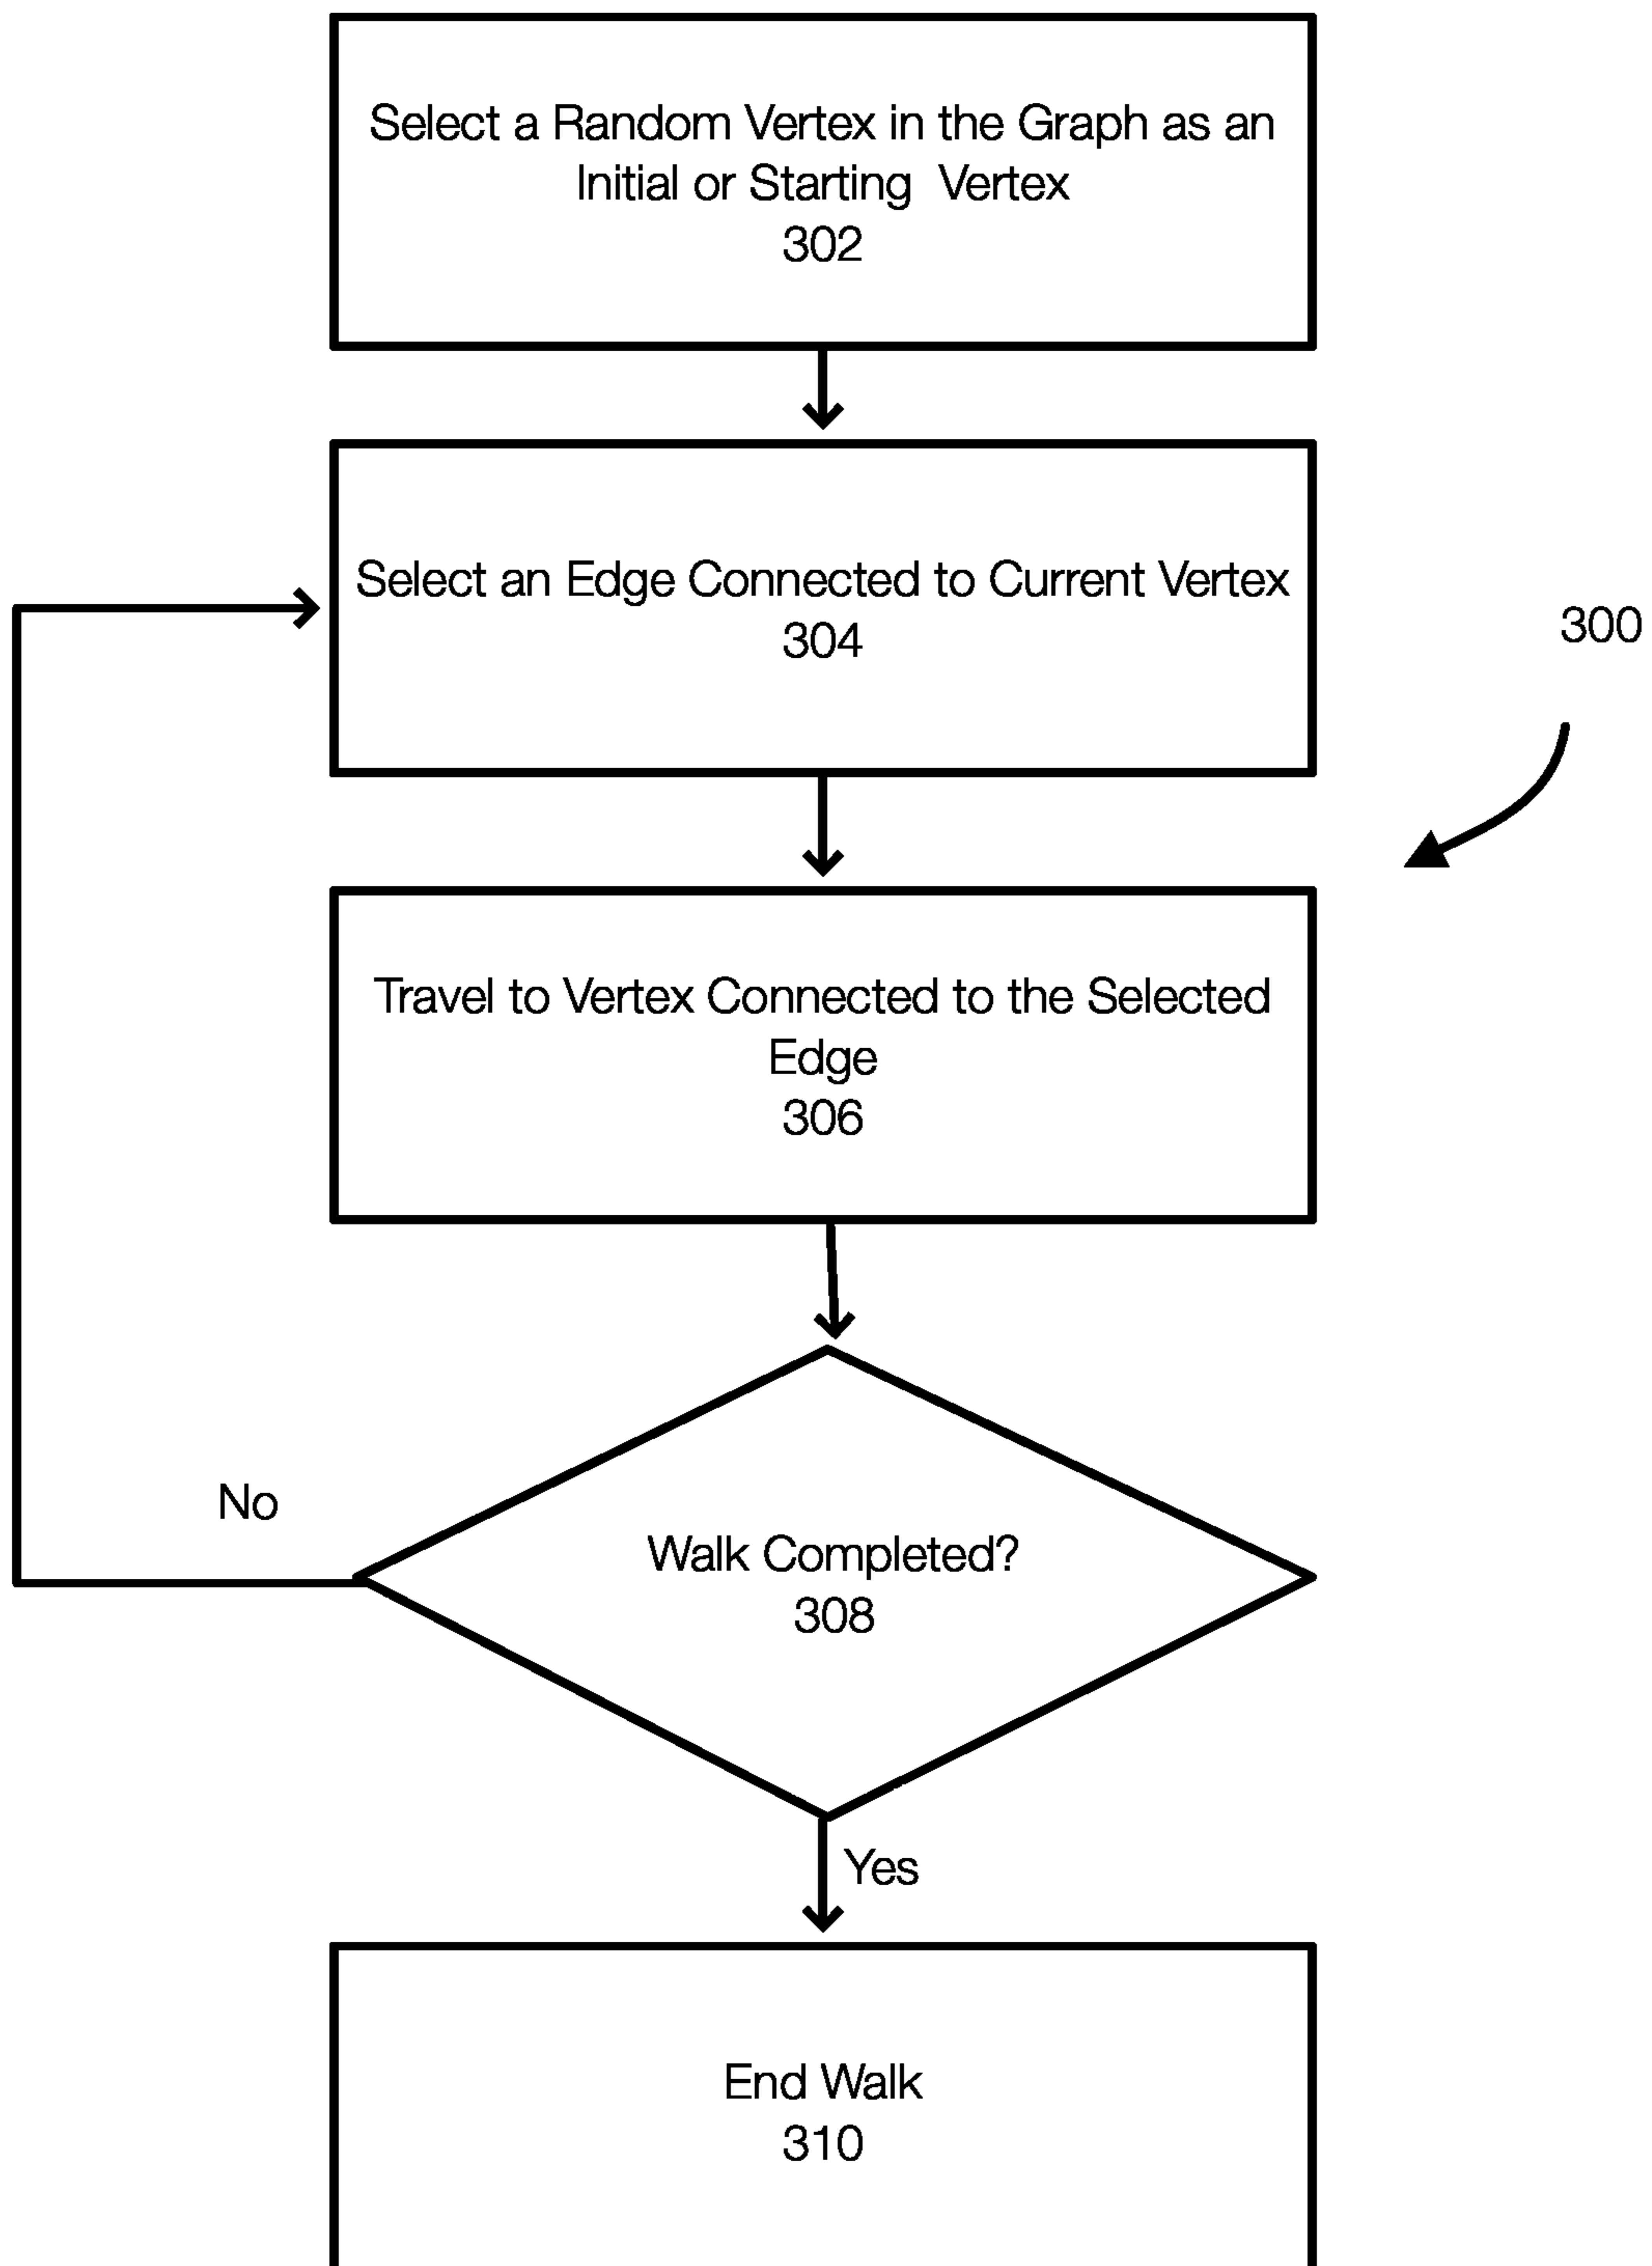 Select a Random Vertex in the Graph as an
Initial or Starting Vertex
302
Select an Edge Connected to Current Vertex
304
300
Travel to Vertex Connected to the Selected
Edge
306
No
Walk Completed?
308
Yes
End Walk
310